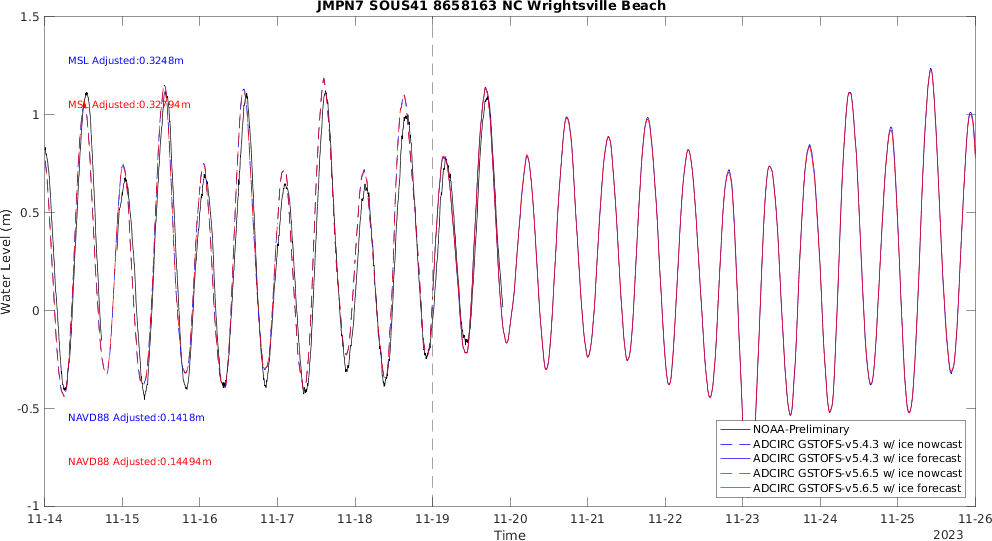 JMPN7 SOUS41 8658163 NC Wrightsville Beach
1.5
1
0.5
0
-0.5
-1
Water Level (m)
MSL Adjusted:0.3248m
MSL Adjusted:0.32794m
NAVD88 Adjusted:0.1418m
NAVD88 Adjusted:0.14494m
NOAA-Preliminary
ADCIRC GSTOFS-v5.4.3 w/ ice nowcast
ADCIRC GSTOFS-v5.4.3 w/ ice forecast
ADCIRC GSTOFS-v5.6.5 w/ ice nowcast
ADCIRC GSTOFS-v5.6.5 w/ ice forecast
11-14 11-15 11-16 11-17 11-18 11-19 11-20 11-21 11-22 11-23 11-24 11-25 11-26
Time
2023